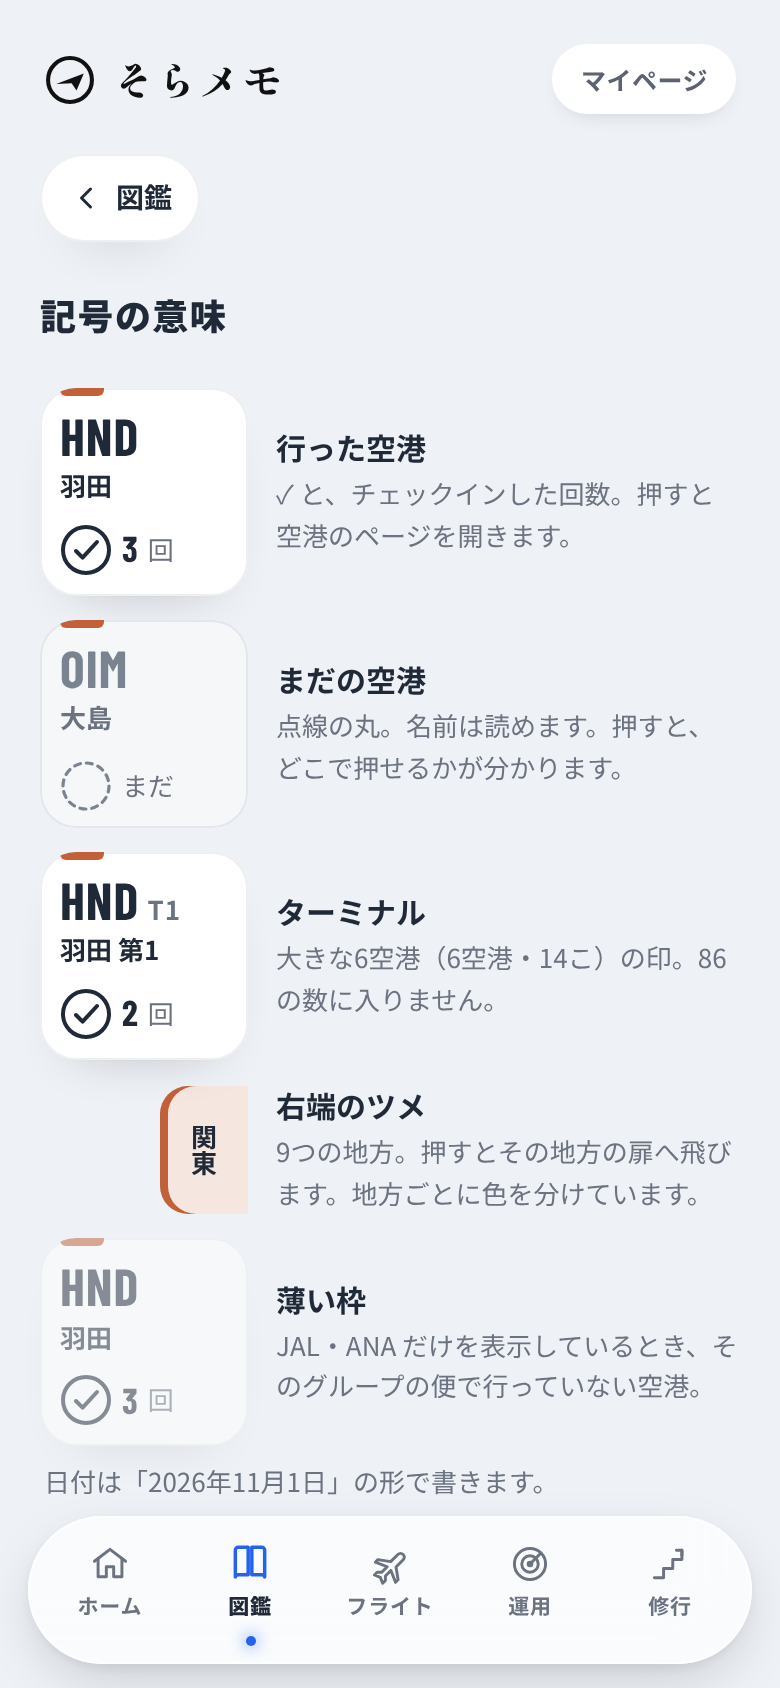 そらメモ
マイページ
図鑑
記号の意味
HND
羽田
3 回
行った空港
✓ と、チェックインした回数。押すと
空港のページを開きます。
OIM
大島
まだ
まだの空港
点線の丸。名前は読めます。押すと、
どこで押せるかが分かります。
HND T1
羽田 第1
2 回
ターミナル
大きな6空港（6空港・14こ）の印。86
の数に入りません。
関東
右端のツメ
9つの地方。押すとその地方の扉へ飛び
ます。地方ごとに色を分けています。
HND
羽田
3 回
薄い枠
JAL・ANA だけを表示しているとき、そ
のグループの便で行っていない空港。
日付は「2026年11月1日」の形で書きます。
ホーム
図鑑
フライト
運用
修行